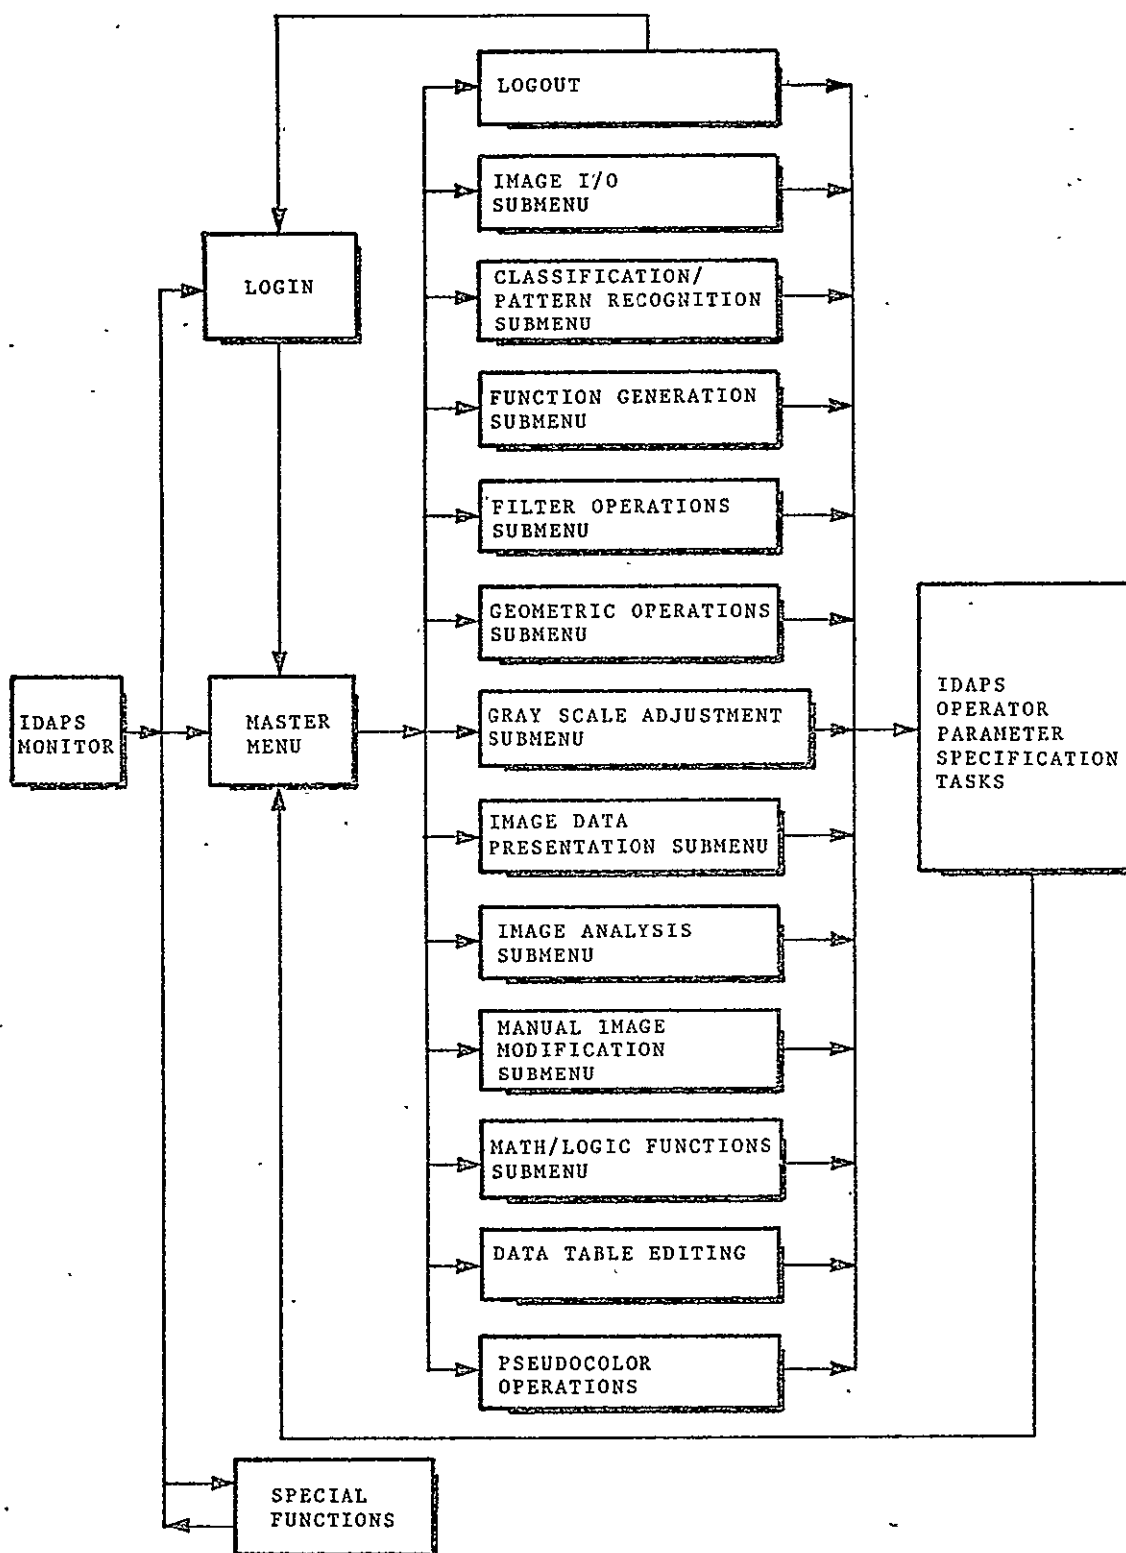 LOGOUT
IMAGE I/O
SUBMENU
LOGIN
CLASSIFICATION/
PATTERN RECOGNITION
SUBMENU
FUNCTION GENERATION
SUBMENU
FILTER OPERATIONS
SUBMENU
GEOMETRIC OPERATIONS
SUBMENU
IDAPS
MONITOR
MASTER
MENU
GRAY SCALE ADJUSTMENT
SUBMENU
IDAPS
OPERATOR
PARAMETER
SPECIFICATION
TASKS
IMAGE DATA
PRESENTATION SUBMENU
IMAGE ANALYSIS
SUBMENU
MANUAL IMAGE
MODIFICATION
SUBMENU
MATH/LOGIC FUNCTIONS
SUBMENU
DATA TABLE EDITING
PSEUDOCOLOR
OPERATIONS
SPECIAL
FUNCTIONS